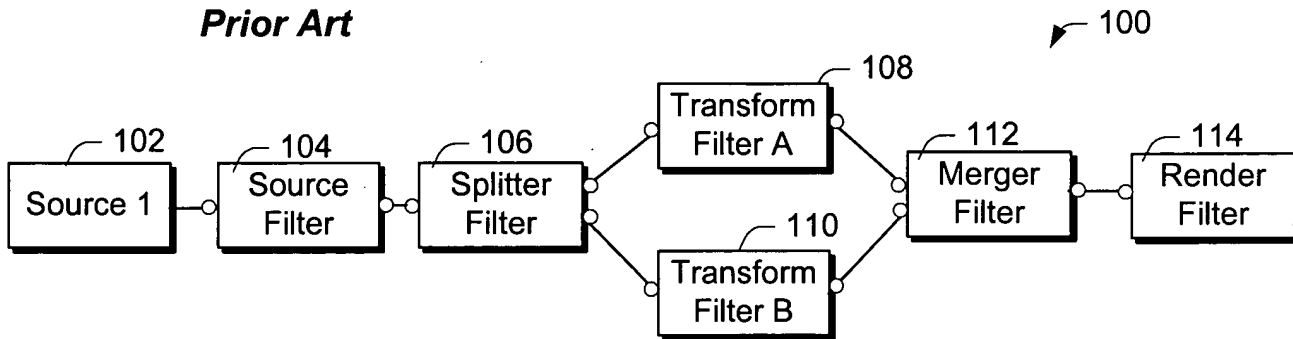 Prior Art
100
102
Source 1
104
Source
Filter
106
Splitter
Filter
108
Transform
Filter A
110
Transform
Filter B
112
Merger
Filter
114
Render
Filter